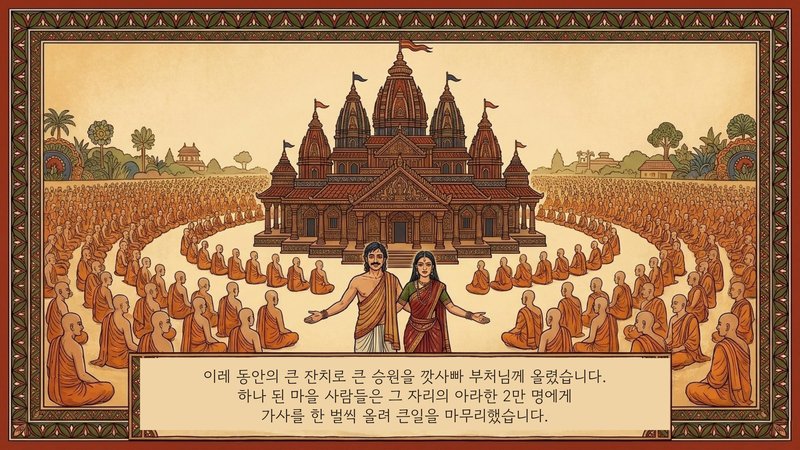 이레 동안의 큰 잔치로 큰 승원을 깟사빠 부처님께 올렸습니다.
하나 된 마을 사람들은 그 자리의 아라한 2만 명에게
가사를 한 벌씩 올려 큰일을 마무리했습니다.